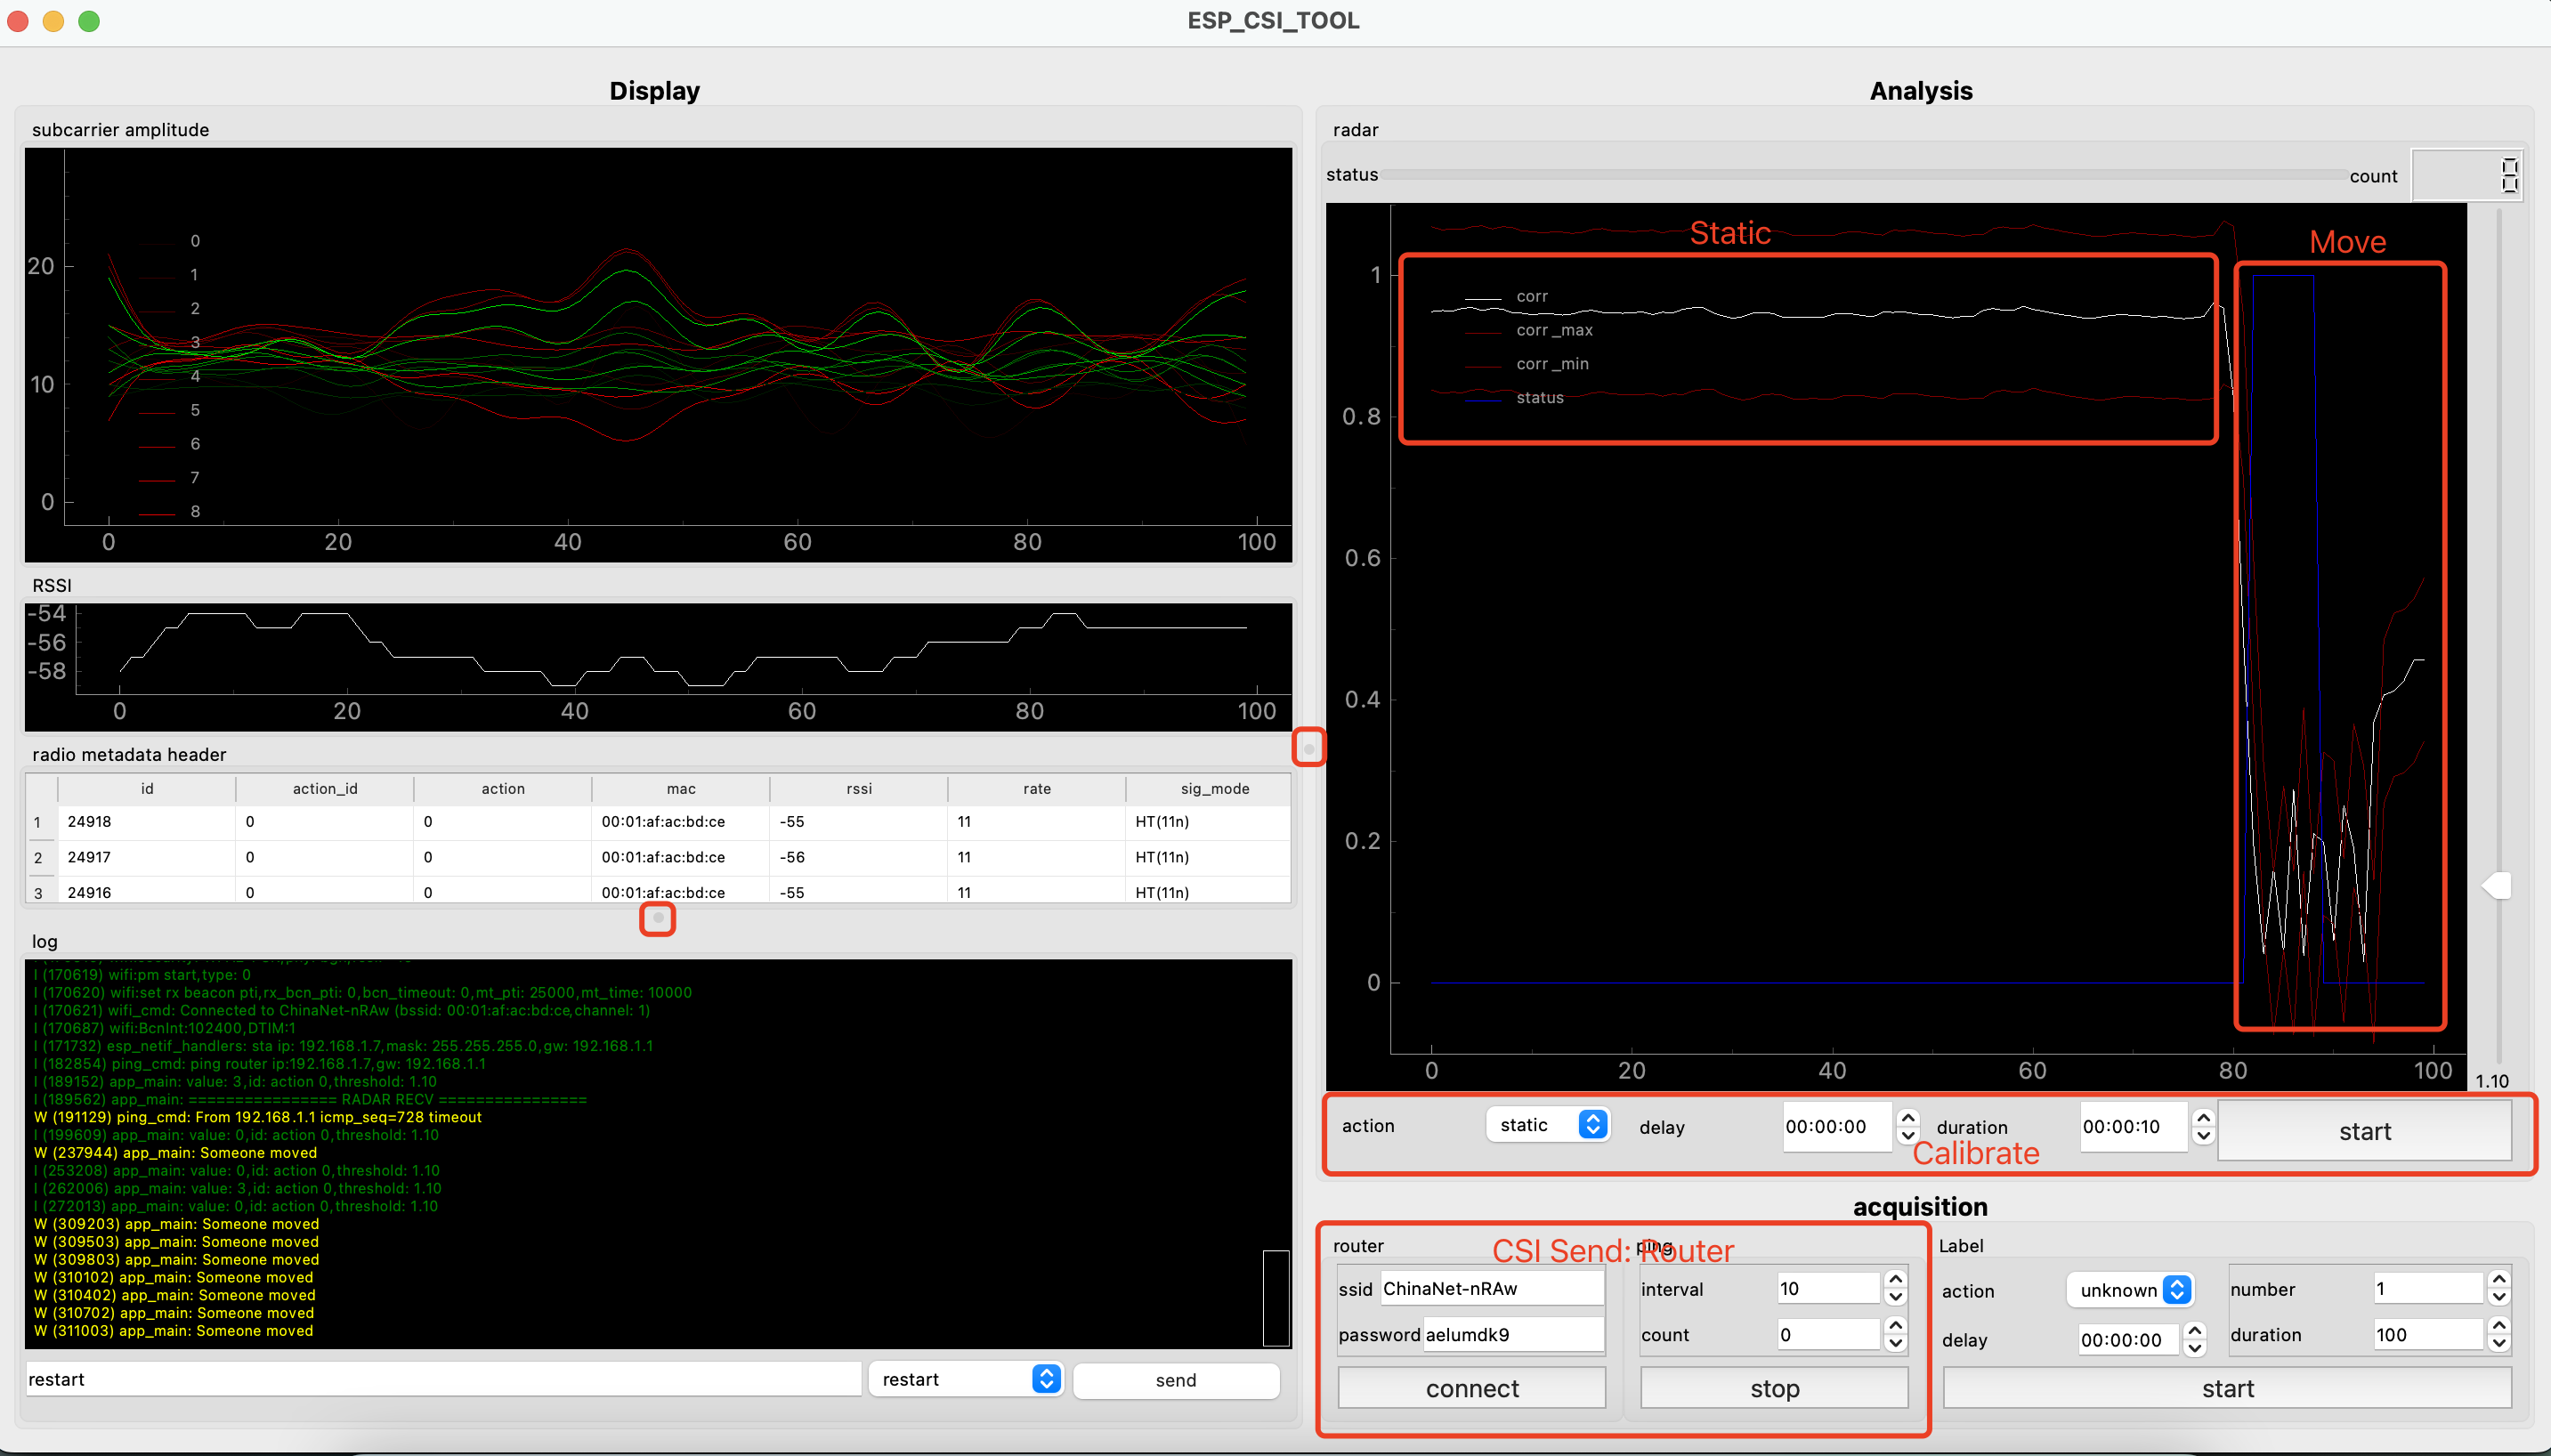 ESP_CSI_TOOL
Display
subcarrier amplitude
20
10
0
0
1
2
3
4
5
6
7
8
0 20 40 60 80 100
RSSI
-54
-56
-58
0 20 40 60 80 100
radio metadata header
id action_id action mac rssi rate sig_mode
1 24918 0 0 00:01:af:ac:bd:ce -55 11 HT(11n)
2 24917 0 0 00:01:af:ac:bd:ce -56 11 HT(11n)
3 24916 0 0 00:01:af:ac:bd:ce -55 11 HT(11n)
log
I (170619) wifi:pm start,type: 0
I (170620) wifi:set rx beacon pti,rx_bcn_pti: 0,bcn_timeout: 0,mt_pti: 25000,mt_time: 10000
I (170621) wifi_cmd: Connected to ChinaNet-nRAw (bssid: 00:01:af:ac:bd:ce,channel: 1)
I (170687) wifi:BcnInt:102400,DTIM:1
I (171732) esp_netif_handlers: sta ip: 192.168.1.7,mask: 255.255.255.0,gw: 192.168.1.1
I (182854) ping_cmd: ping router ip:192.168.1.7,gw: 192.168.1.1
I (189152) app_main: value: 3,id: action 0,threshold: 1.10
I (189562) app_main: ================ RADAR RECV ================
W (191129) ping_cmd: From 192.168.1.1 icmp_seq=728 timeout
I (199609) app_main: value: 0,id: action 0,threshold: 1.10
W (237944) app_main: Someone moved
I (253208) app_main: value: 0,id: action 0,threshold: 1.10
I (262006) app_main: value: 3,id: action 0,threshold: 1.10
I (272013) app_main: value: 0,id: action 0,threshold: 1.10
W (309203) app_main: Someone moved
W (309503) app_main: Someone moved
W (309803) app_main: Someone moved
W (310102) app_main: Someone moved
W (310402) app_main: Someone moved
W (310702) app_main: Someone moved
W (311003) app_main: Someone moved
restart restart send
Analysis
radar
status count 0
Static
Move
1
0.8
0.6
0.4
0.2
0
corr
corr_max
corr_min
status
0 20 40 60 80 100
1.10
action static delay 00:00:00 duration 00:00:10 start
Calibrate
acquisition
router ping Label
CSI Send: Router
ssid ChinaNet-nRAw interval 10 action unknown number 1
password aelumdk9 count 0 delay 00:00:00 duration 100
connect stop start